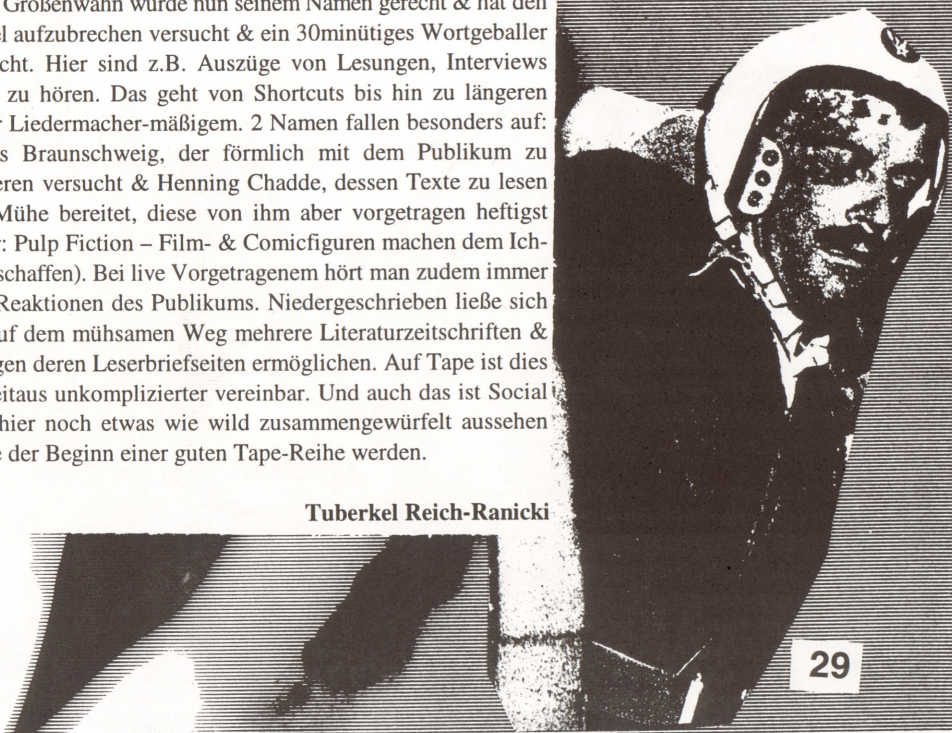 Größenwahn wurde nun seinem Namen gerecht & hat den
aufzubrechen versucht & ein 30minütiges Wortgeballer
cht. Hier sind z.B. Auszüge von Lesungen, Interviews
zu hören. Das geht von Shortcuts bis hin zu längeren
Liedermacher-mäßigem. 2 Namen fallen besonders auf:
s Braunschweig, der förmlich mit dem Publikum zu
eren versucht & Henning Chadde, dessen Texte zu lesen
Mühe bereitet, diese von ihm aber vorgetragen heftigst
: Pulp Fiction – Film- & Comicfiguren machen dem Ich-
schaffen). Bei live Vorgetragenem hört man zudem immer
Reaktionen des Publikums. Niedergeschrieben ließe sich
uf dem mühsamen Weg mehrere Literaturzeitschriften &
gen deren Leserbriefseiten ermöglichen. Auf Tape ist dies
eitaus unkomplizierter vereinbar. Und auch das ist Social
hier noch etwas wie wild zusammengewürfelt aussehen
e der Beginn einer guten Tape-Reihe werden.
Tuberkel Reich-Ranicki
29